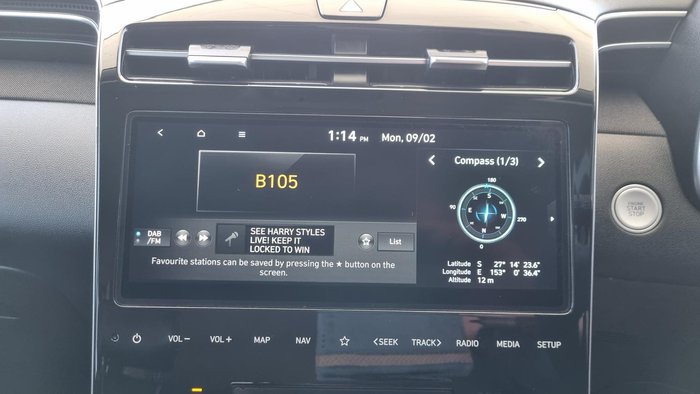 1:14 PM Mon, 09/02
B105
Compass (1/3)
180
S
90
E
W
270
N
0
DAB
/FM
SEE HARRY STYLES
LIVE! KEEP IT
LOCKED TO WIN
List
Favourite stations can be saved by pressing the ★ button on the
screen.
Latitude S 27° 14' 23.6"
Longitude E 153° 0' 36.4"
Altitude 12 m
ENGINE
START
STOP
VOL− VOL+ MAP NAV ☆ <SEEK TRACK> RADIO MEDIA SETUP